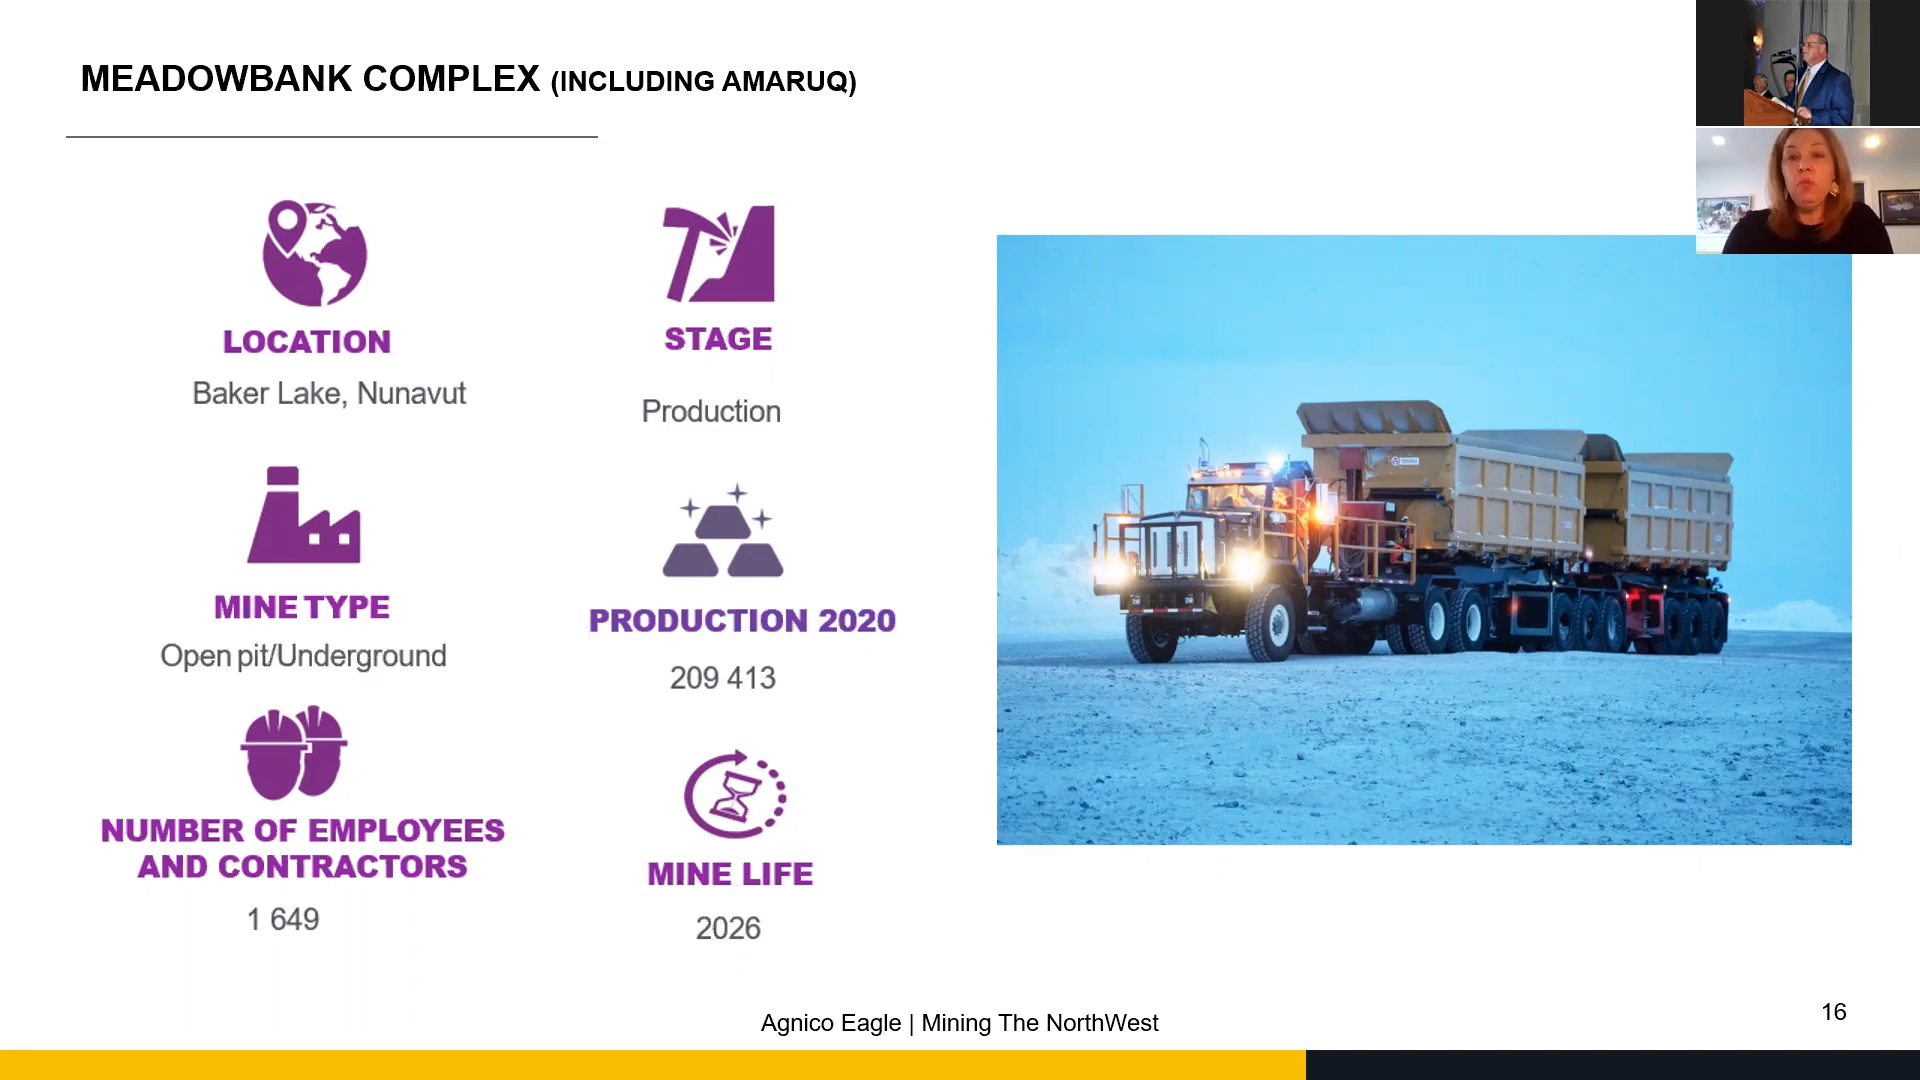 MEADOWBANK COMPLEX (INCLUDING AMARUQ)
LOCATION
Baker Lake, Nunavut
STAGE
Production
MINE TYPE
Open pit/Underground
PRODUCTION 2020
209 413
NUMBER OF EMPLOYEES
AND CONTRACTORS
1 649
MINE LIFE
2026
Agnico Eagle | Mining The NorthWest
16